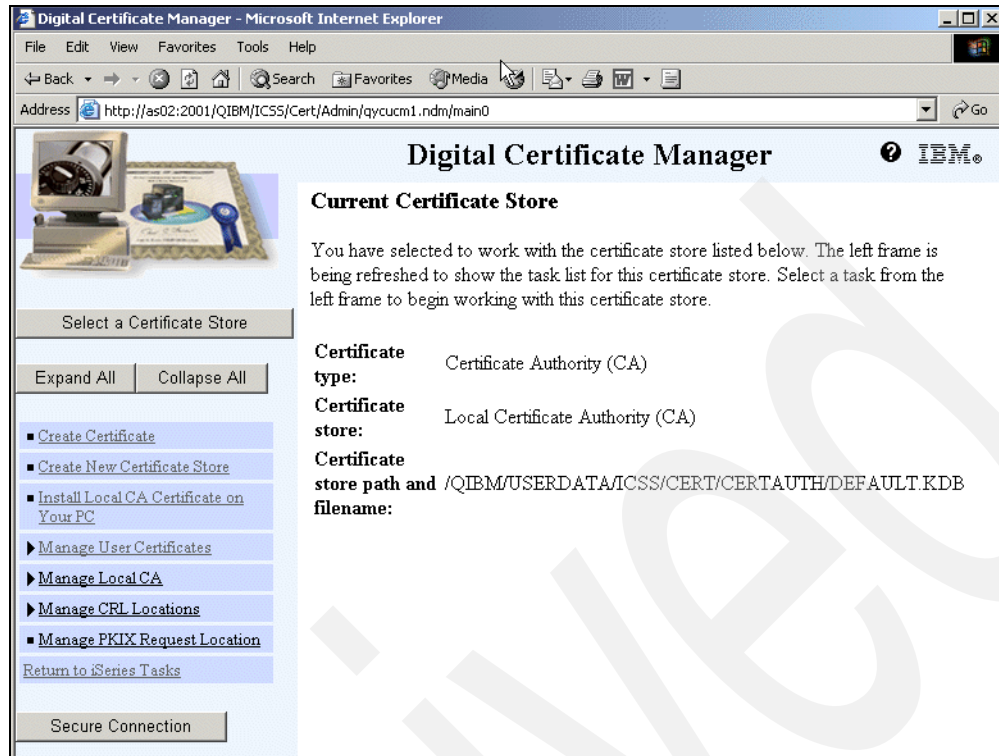 Digital Certificate Manager - Microsoft Internet Explorer
File Edit View Favorites Tools Help
Back Search Favorites Media
Address http://as02:2001/QIBM/ICSS/Cert/Admin/qycucm1.ndm/main0 Go
Digital Certificate Manager ? IBM®
Select a Certificate Store
Expand All Collapse All
Create Certificate
Create New Certificate Store
Install Local CA Certificate on
Your PC
Manage User Certificates
Manage Local CA
Manage CRL Locations
Manage PKIX Request Location
Return to iSeries Tasks
Secure Connection
Current Certificate Store
You have selected to work with the certificate store listed below. The left frame is
being refreshed to show the task list for this certificate store. Select a task from the
left frame to begin working with this certificate store.
Certificate
type: Certificate Authority (CA)
Certificate
store: Local Certificate Authority (CA)
Certificate
store path and /QIBM/USERDATA/ICSS/CERT/CERTAUTH/DEFAULT.KDB
filename: